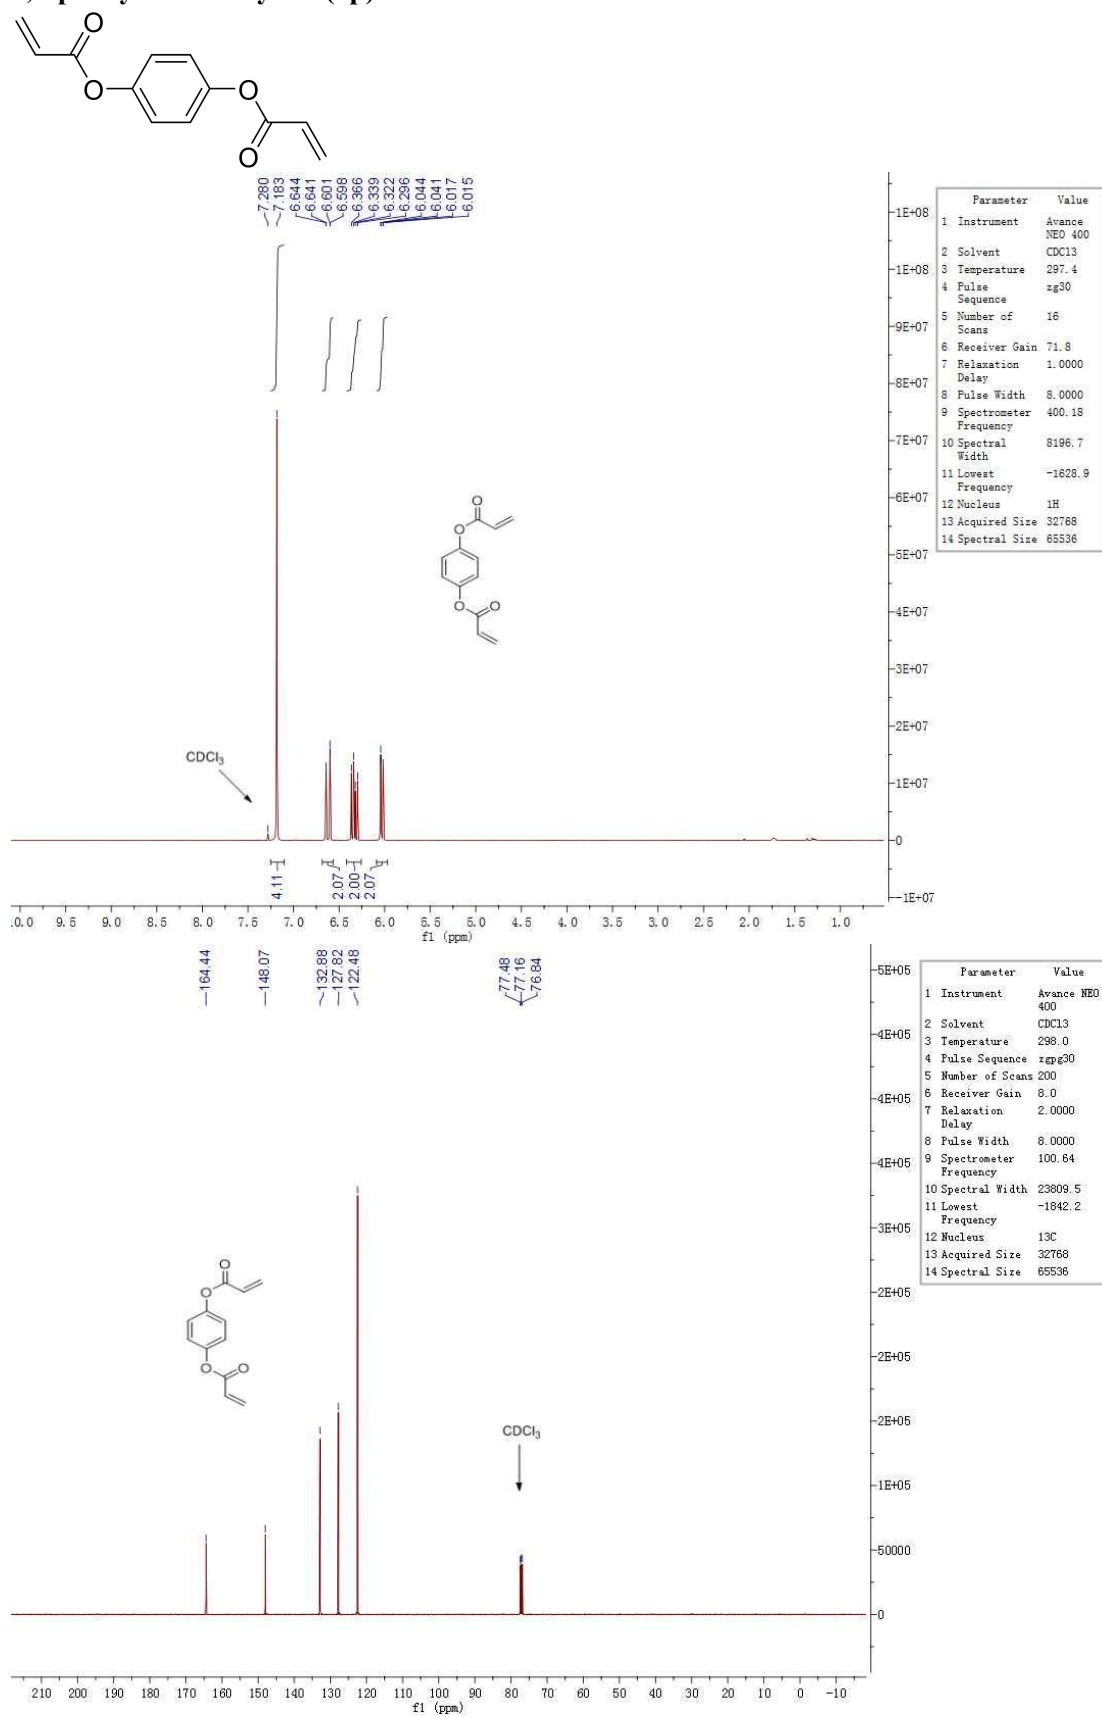 O
O
O
O
7.280
7.183
6.644
6.641
6.601
6.598
6.366
6.339
6.322
6.296
6.044
6.041
6.017
6.015
1E+08
1E+08
9E+07
8E+07
7E+07
6E+07
5E+07
4E+07
3E+07
2E+07
1E+07
0
-1E+07
Parameter Value
1 Instrument Avance NEO 400
2 Solvent CDCl3
3 Temperature 297.4
4 Pulse Sequence zg30
5 Number of Scans 16
6 Receiver Gain 71.8
7 Relaxation Delay 1.0000
8 Pulse Width 8.0000
9 Spectrometer Frequency 400.18
10 Spectral Width 8196.7
11 Lowest Frequency -1628.9
12 Nucleus 1H
13 Acquired Size 32768
14 Spectral Size 65536
O
O
O
O
CDCl3
4.11
2.07
2.00
2.07
0.0 9.5 9.0 8.5 8.0 7.5 7.0 6.5 6.0 5.5 5.0 4.5 4.0 3.5 3.0 2.5 2.0 1.5 1.0
f1 (ppm)
164.44
148.07
132.88
127.82
122.48
77.48
77.16
76.84
5E+05
4E+05
4E+05
4E+05
3E+05
2E+05
2E+05
2E+05
1E+05
50000
0
Parameter Value
1 Instrument Avance NEO 400
2 Solvent CDCl3
3 Temperature 298.0
4 Pulse Sequence zgpg30
5 Number of Scans 200
6 Receiver Gain 8.0
7 Relaxation Delay 2.0000
8 Pulse Width 8.0000
9 Spectrometer Frequency 100.64
10 Spectral Width 23809.5
11 Lowest Frequency -1842.2
12 Nucleus 13C
13 Acquired Size 32768
14 Spectral Size 65536
O
O
O
O
CDCl3
210 200 190 180 170 160 150 140 130 120 110 100 90 80 70 60 50 40 30 20 10 0 -10
f1 (ppm)